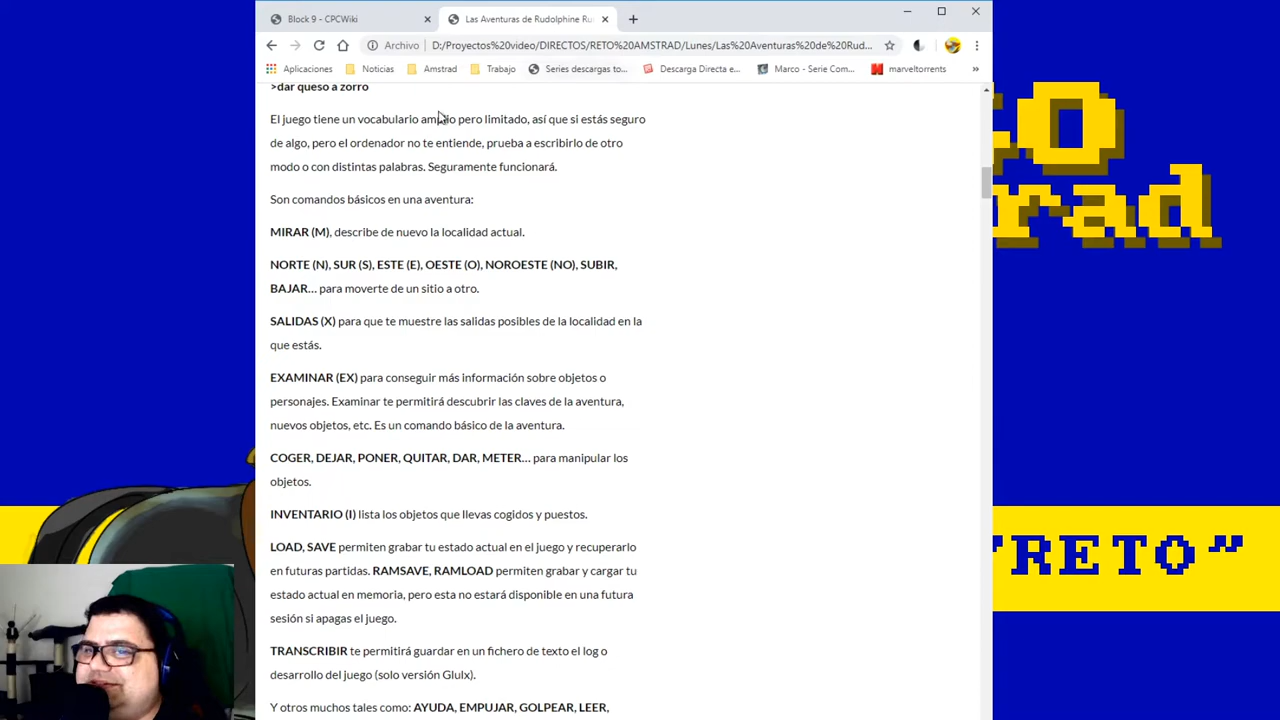 Block 9 - CPCWiki
Las Aventuras de Rudolphine Ru
Archivo D:/Proyectos%20video/DIRECTOS/RETO%20AMSTRAD/Lunes/Las%20Aventuras%20de%20Rud...
Aplicaciones Noticias Amstrad Trabajo Series descargas to... Descarga Directa e... Marco - Serie Com... marveltorrents »
>dar queso a zorro
El juego tiene un vocabulario amplio pero limitado, así que si estás seguro
de algo, pero el ordenador no te entiende, prueba a escribirlo de otro
modo o con distintas palabras. Seguramente funcionará.
Son comandos básicos en una aventura:
MIRAR (M), describe de nuevo la localidad actual.
NORTE (N), SUR (S), ESTE (E), OESTE (O), NOROESTE (NO), SUBIR,
BAJAR... para moverte de un sitio a otro.
SALIDAS (X) para que te muestre las salidas posibles de la localidad en la
que estás.
EXAMINAR (EX) para conseguir más información sobre objetos o
personajes. Examinar te permitirá descubrir las claves de la aventura,
nuevos objetos, etc. Es un comando básico de la aventura.
COGER, DEJAR, PONER, QUITAR, DAR, METER... para manipular los
objetos.
INVENTARIO (I) lista los objetos que llevas cogidos y puestos.
LOAD, SAVE permiten grabar tu estado actual en el juego y recuperarlo
en futuras partidas. RAMSAVE, RAMLOAD permiten grabar y cargar tu
estado actual en memoria, pero esta no estará disponible en una futura
sesión si apagas el juego.
TRANSCRIBIR te permitirá guardar en un fichero de texto el log o
desarrollo del juego (solo versión Glulx).
Y otros muchos tales como: AYUDA, EMPUJAR, GOLPEAR, LEER,
rad
"RETO"